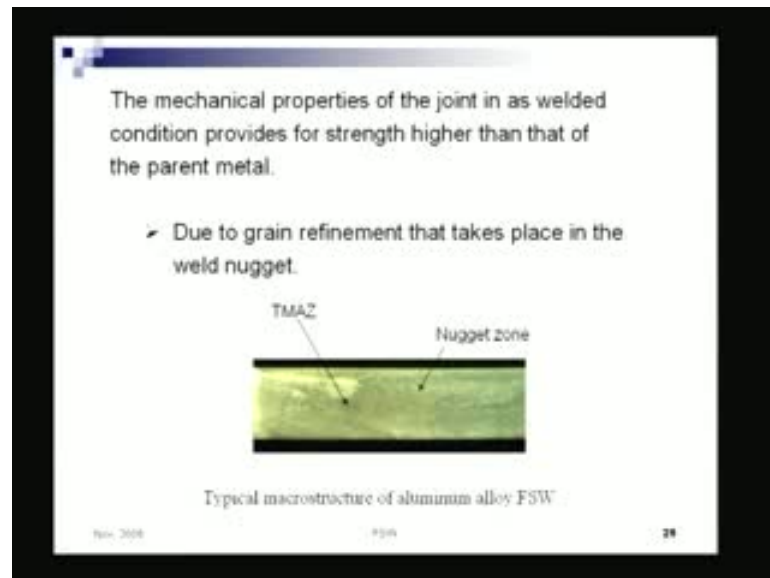 The mechanical properties of the joint in as welded
condition provides for strength higher than that of
the parent metal.
➢ Due to grain refinement that takes place in the
weld nugget.
TMAZ
Nugget zone
Typical macrostructure of aluminum alloy FSW
Nov, 2008
FSW